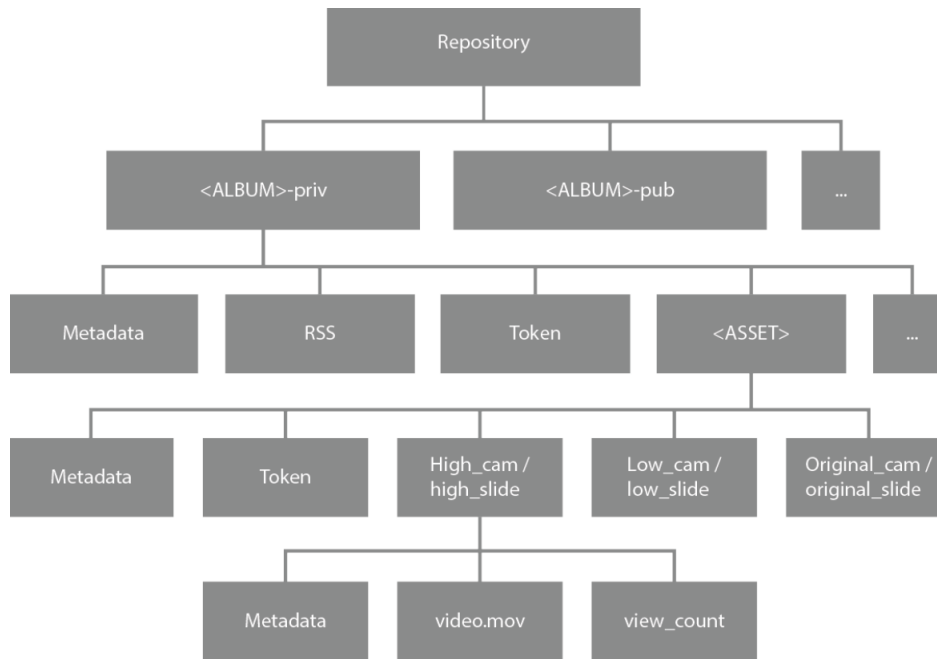 Repository
<ALBUM>-priv
<ALBUM>-pub
...
Metadata
RSS
Token
<ASSET>
...
Metadata
Token
High_cam /
high_slide
Low_cam /
low_slide
Original_cam /
original_slide
Metadata
video.mov
view_count